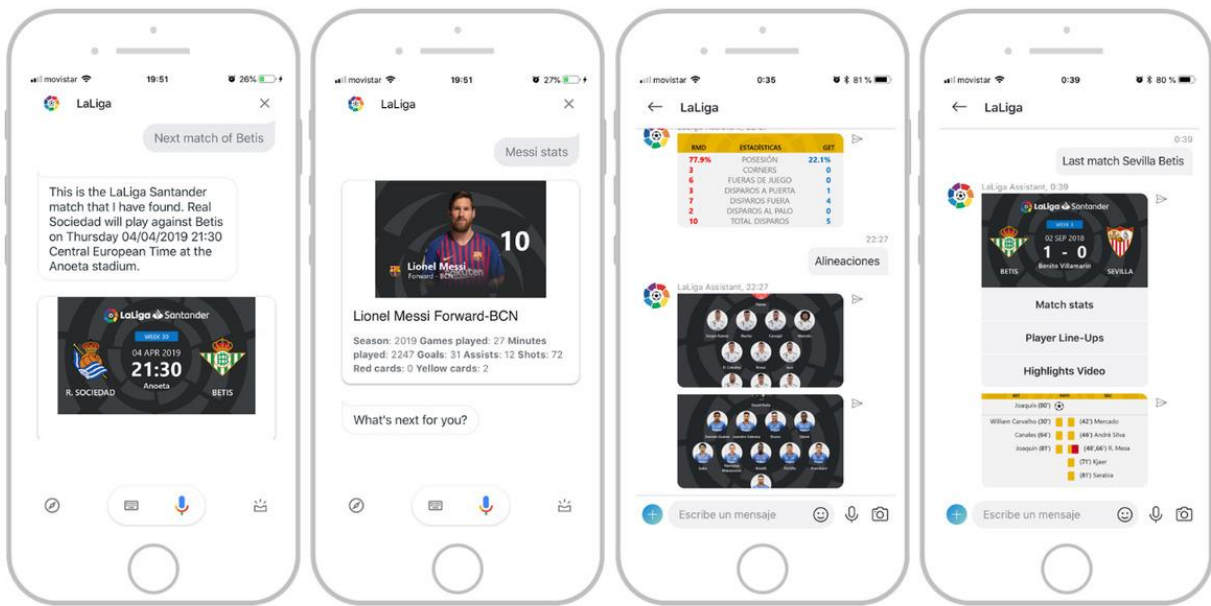 movistar 19:51 26%
LaLiga
Next match of Betis
This is the LaLiga Santander
match that I have found. Real
Sociedad will play against Betis
on Thursday 04/04/2019 21:30
Central European Time at the
Anoeta stadium.
LaLiga Santander
WEEK 30
04 APR 2019
21:30
Anoeta
R. SOCIEDAD
BETIS
movistar 19:51 27%
LaLiga
Messi stats
10
Lionel Messi
Forward - BCN
Lionel Messi Forward-BCN
Season: 2019 Games played: 27 Minutes
played: 2247 Goals: 31 Assists: 12 Shots: 72
Red cards: 0 Yellow cards: 2
What's next for you?
movistar 0:35 81 %
LaLiga
LaLiga Assistant, 22:27
RMD ESTADÍSTICAS GET
77.9% POSESIÓN 22.1%
3 CORNERS 0
6 FUERAS DE JUEGO 0
3 DISPAROS A PUERTA 1
7 DISPAROS FUERA 4
2 DISPAROS AL PALO 0
10 TOTAL DISPAROS 5
22:27
Alineaciones
LaLiga Assistant, 22:27
Escribe un mensaje
movistar 0:39 80 %
LaLiga
0:39
Last match Sevilla Betis
LaLiga Assistant, 0:39
LaLiga Santander
WEEK 3
02 SEP 2018
1 - 0
Benito Villamarín
BETIS
SEVILLA
Match stats
Player Line-Ups
Highlights Video
Joaquín (80')
William Carvalho (30') (42') Mercado
Canales (64') (46') André Silva
Joaquín (81') (48',66') R. Mesa
(71') Kjaer
(81') Sarabia
Escribe un mensaje